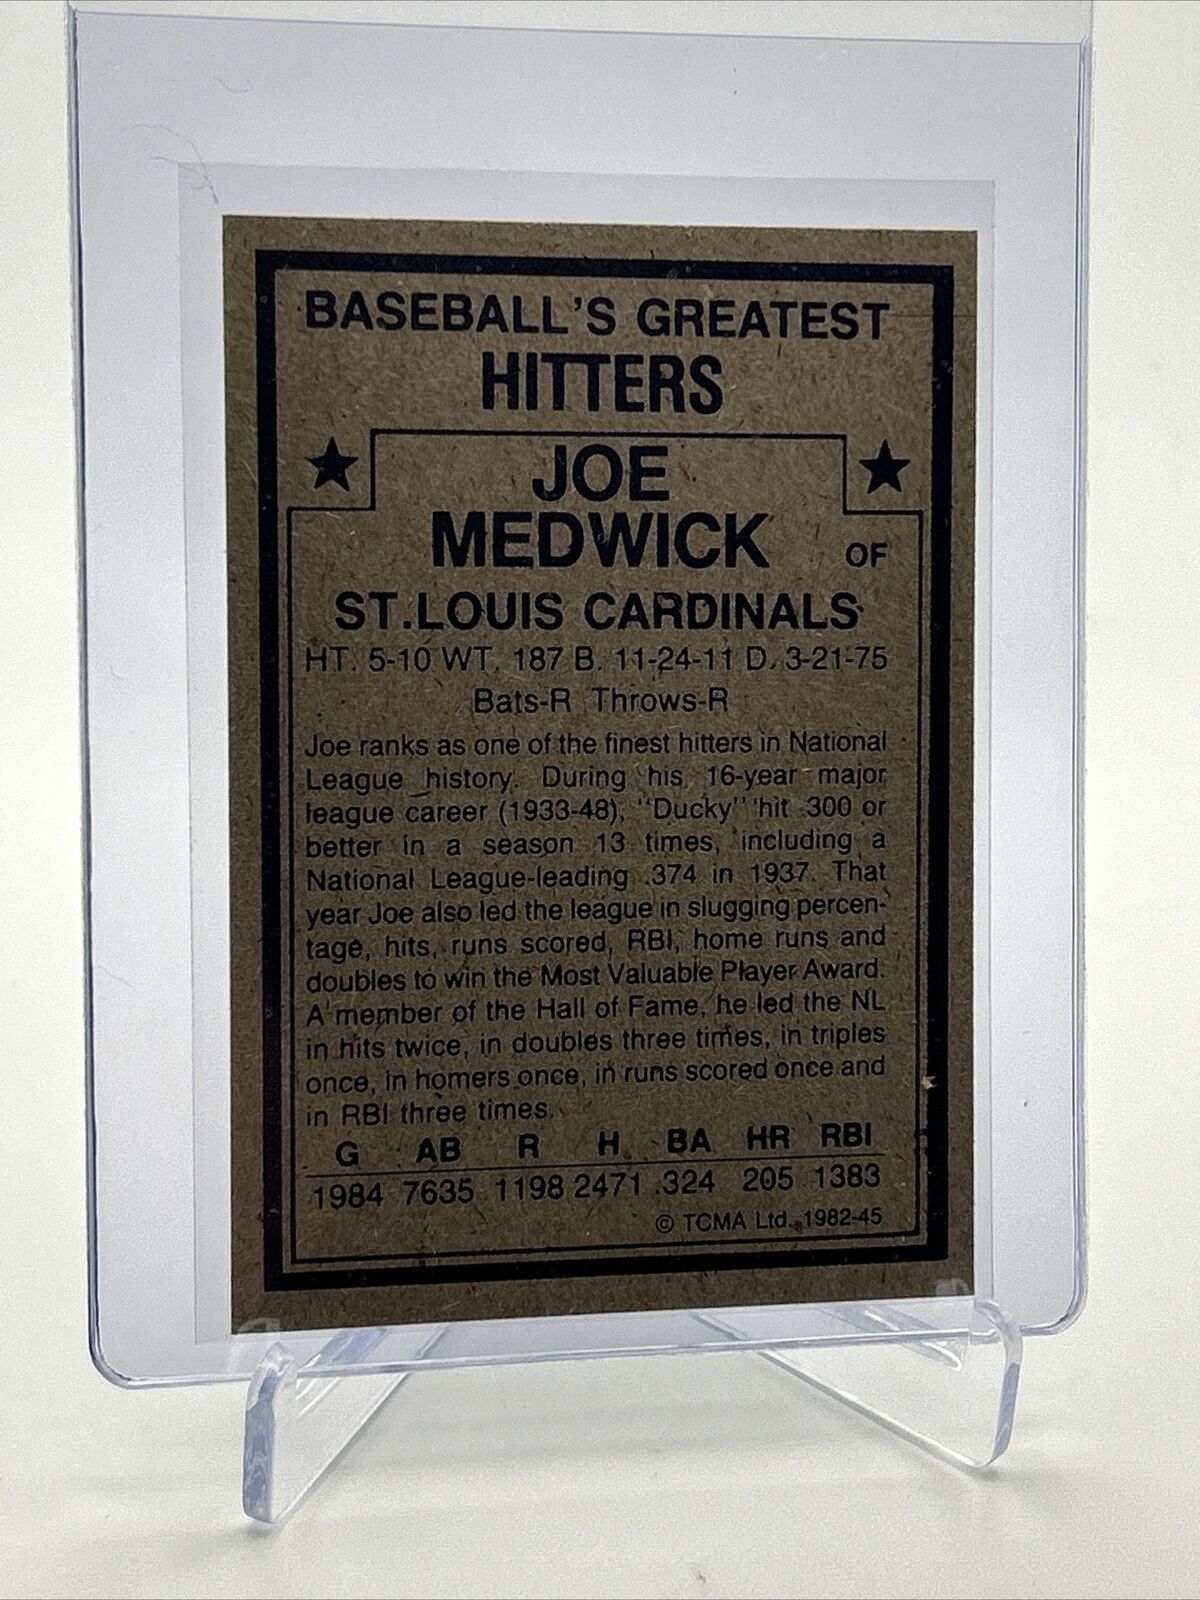 BASEBALL'S GREATEST
HITTERS
JOE
MEDWICK OF
ST.LOUIS CARDINALS
HT. 5-10 WT. 187 B. 11-24-11 D. 3-21-75
Bats-R Throws-R
Joe ranks as one of the finest hitters in National
League history. During his 16-year major
league career (1933-48), "Ducky" hit .300 or
better in a season 13 times, including a
National League-leading .374 in 1937. That
year Joe also led the league in slugging percen-
tage, hits, runs scored, RBI, home runs and
doubles to win the Most Valuable Player Award.
A member of the Hall of Fame, he led the NL
in hits twice, in doubles three times, in triples
once, in homers once, in runs scored once and
in RBI three times.
G AB R H BA HR RBI
1984 7635 1198 2471 .324 205 1383
© TCMA Ltd. 1982-45